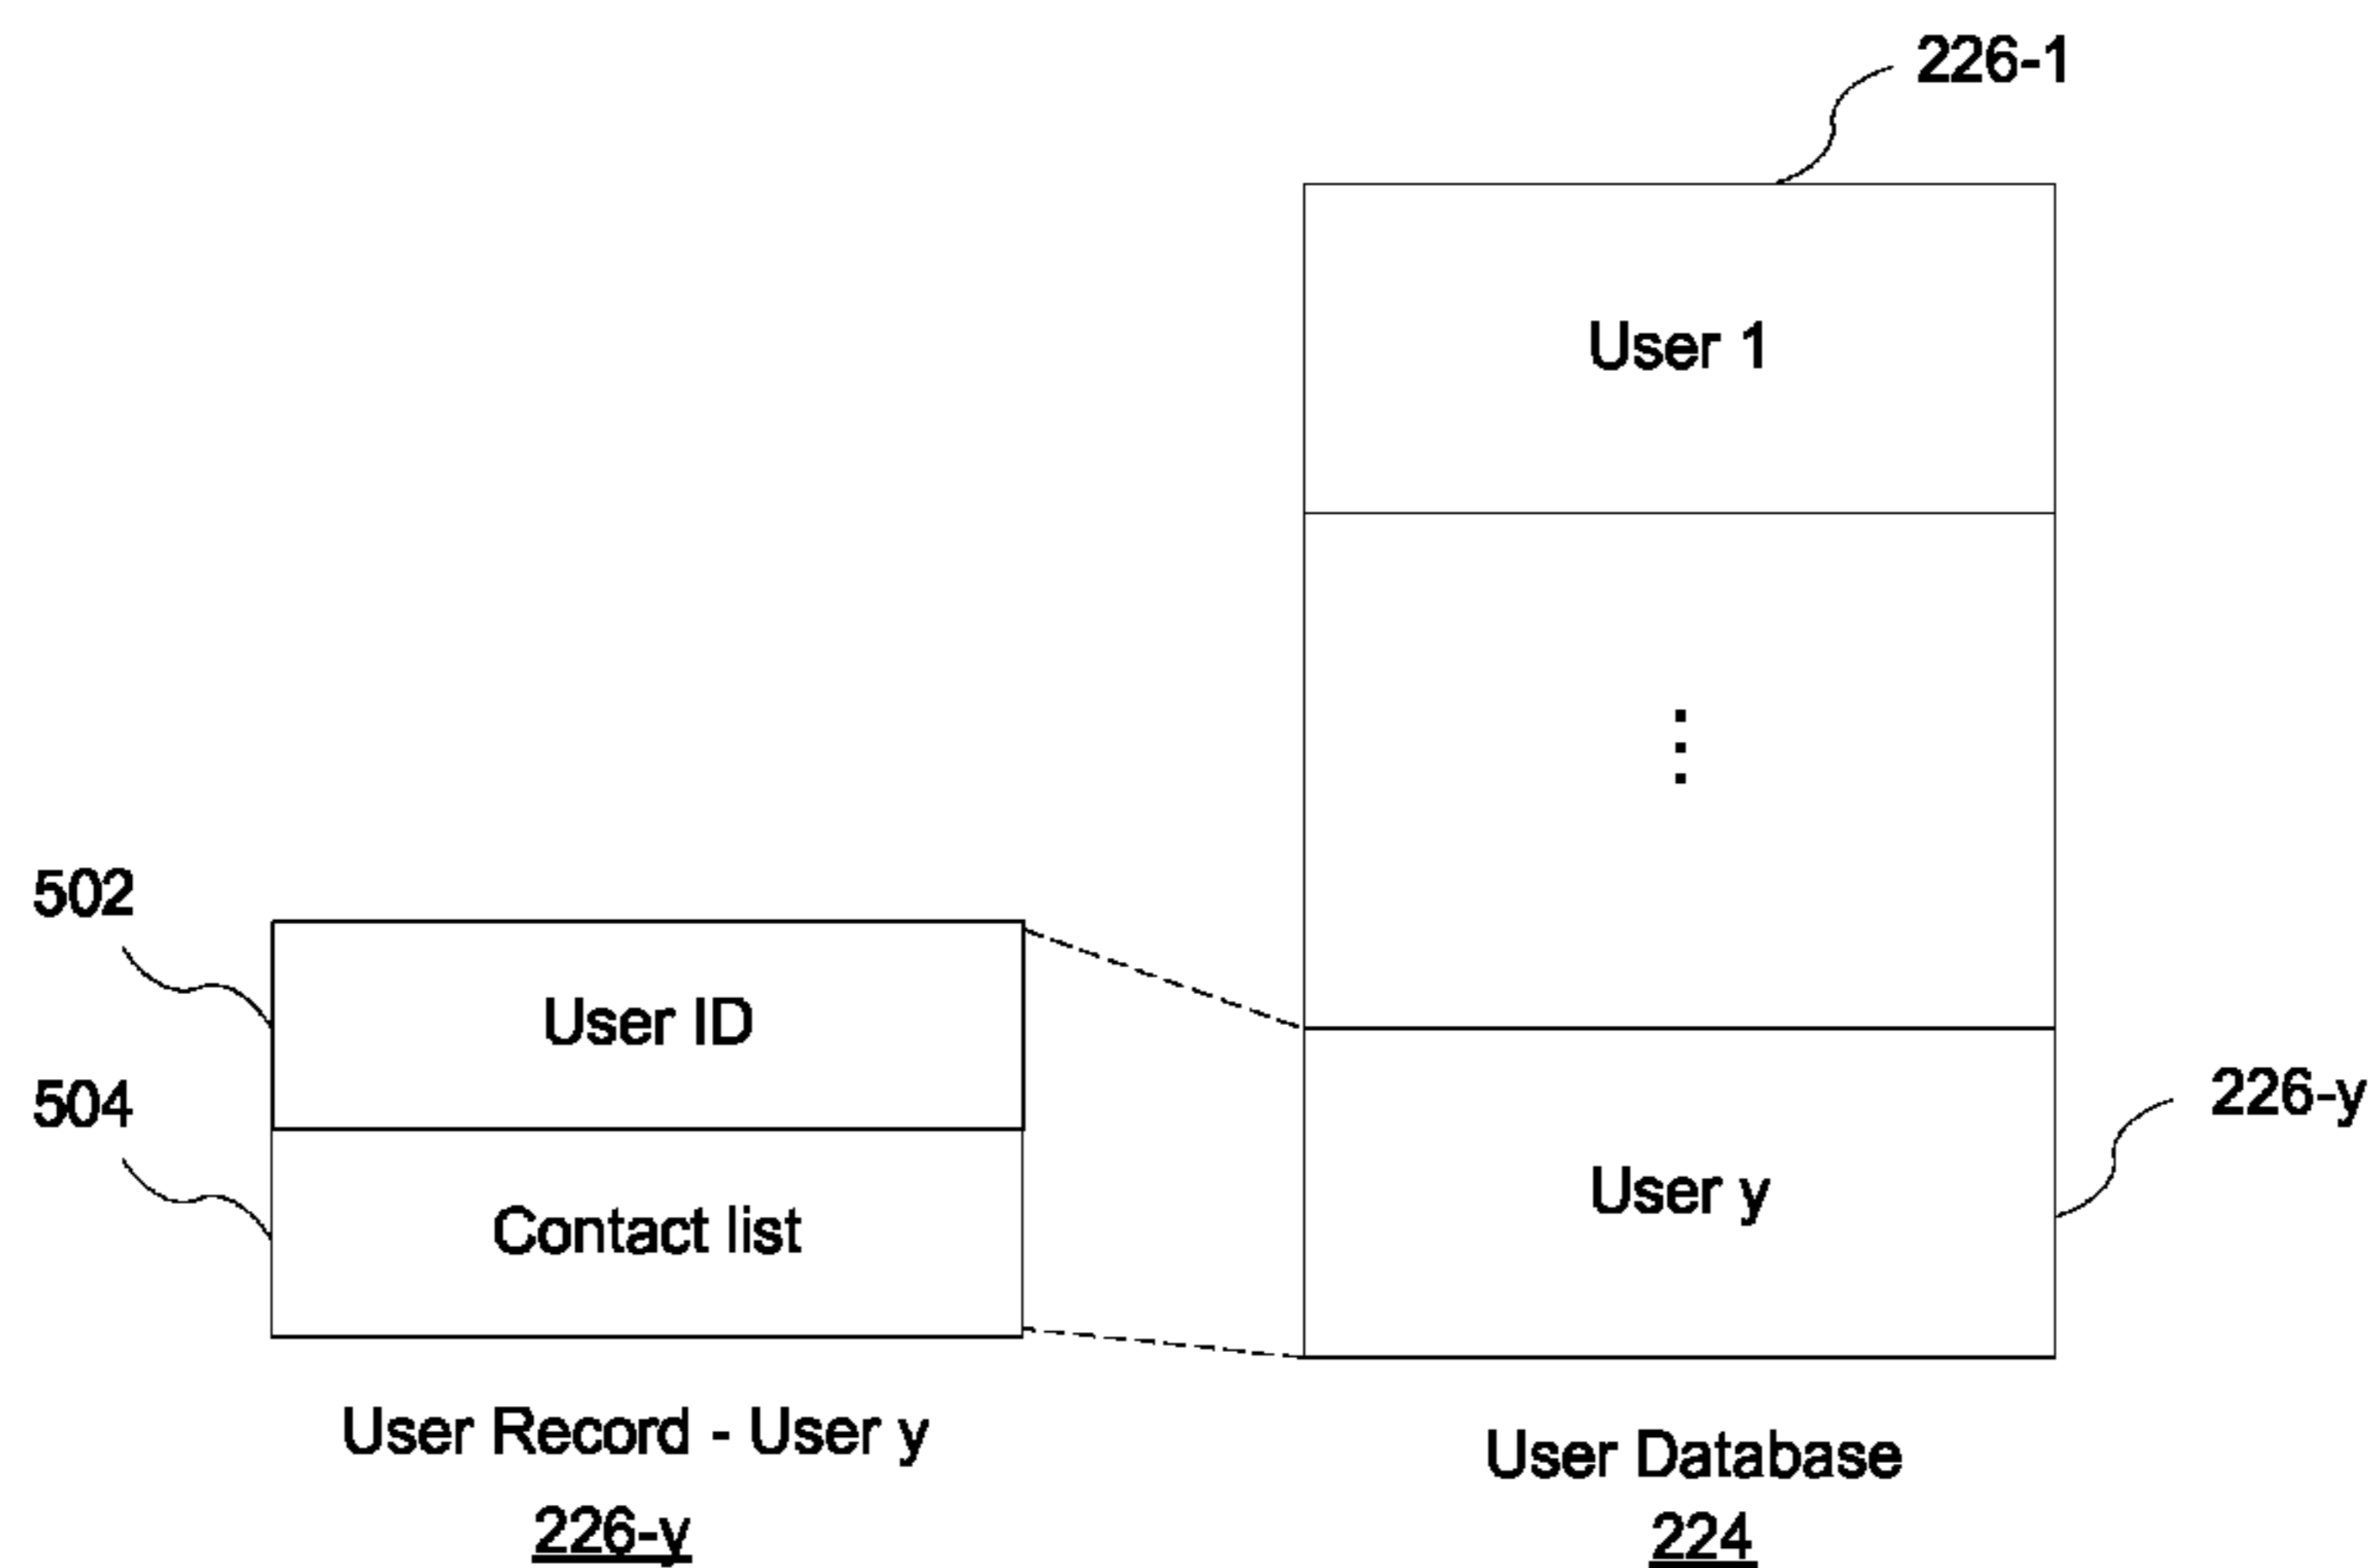 226-1
User 1
⋮
502
User ID
504
Contact list
226-y
User y
User Record - User y
226-y
User Database
224